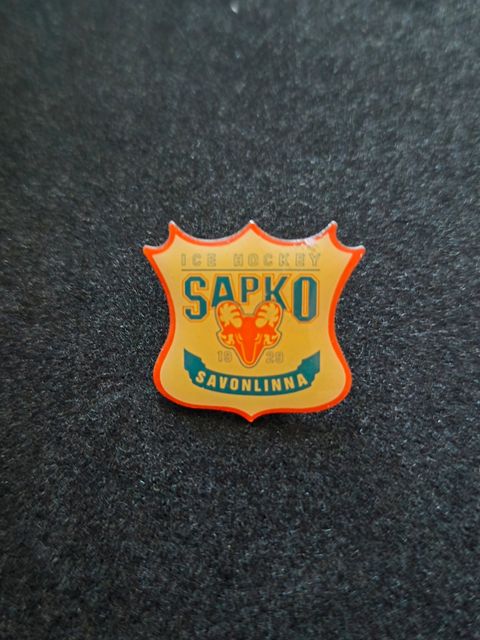 ICE HOCKEY
SAPKO
19 29
SAVONLINNA